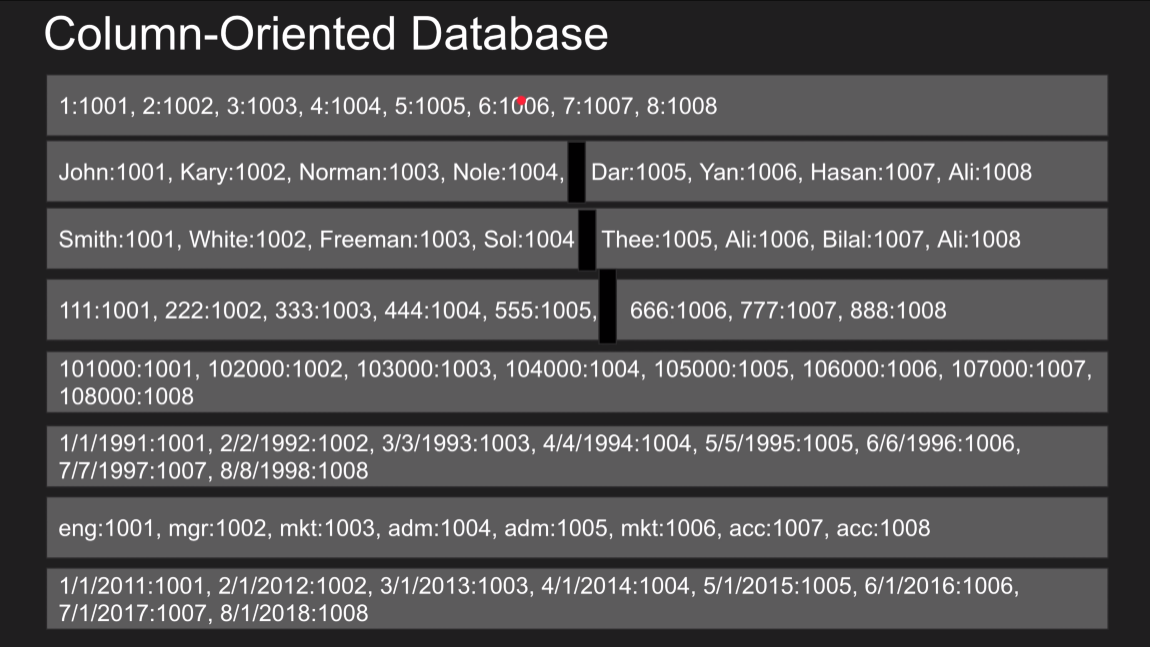 Column-Oriented Database
1:1001, 2:1002, 3:1003, 4:1004, 5:1005, 6:1006, 7:1007, 8:1008
John:1001, Kary:1002, Norman:1003, Nole:1004, Dar:1005, Yan:1006, Hasan:1007, Ali:1008
Smith:1001, White:1002, Freeman:1003, Sol:1004 Thee:1005, Ali:1006, Bilal:1007, Ali:1008
111:1001, 222:1002, 333:1003, 444:1004, 555:1005, 666:1006, 777:1007, 888:1008
101000:1001, 102000:1002, 103000:1003, 104000:1004, 105000:1005, 106000:1006, 107000:1007,
108000:1008
1/1/1991:1001, 2/2/1992:1002, 3/3/1993:1003, 4/4/1994:1004, 5/5/1995:1005, 6/6/1996:1006,
7/7/1997:1007, 8/8/1998:1008
eng:1001, mgr:1002, mkt:1003, adm:1004, adm:1005, mkt:1006, acc:1007, acc:1008
1/1/2011:1001, 2/1/2012:1002, 3/1/2013:1003, 4/1/2014:1004, 5/1/2015:1005, 6/1/2016:1006,
7/1/2017:1007, 8/1/2018:1008